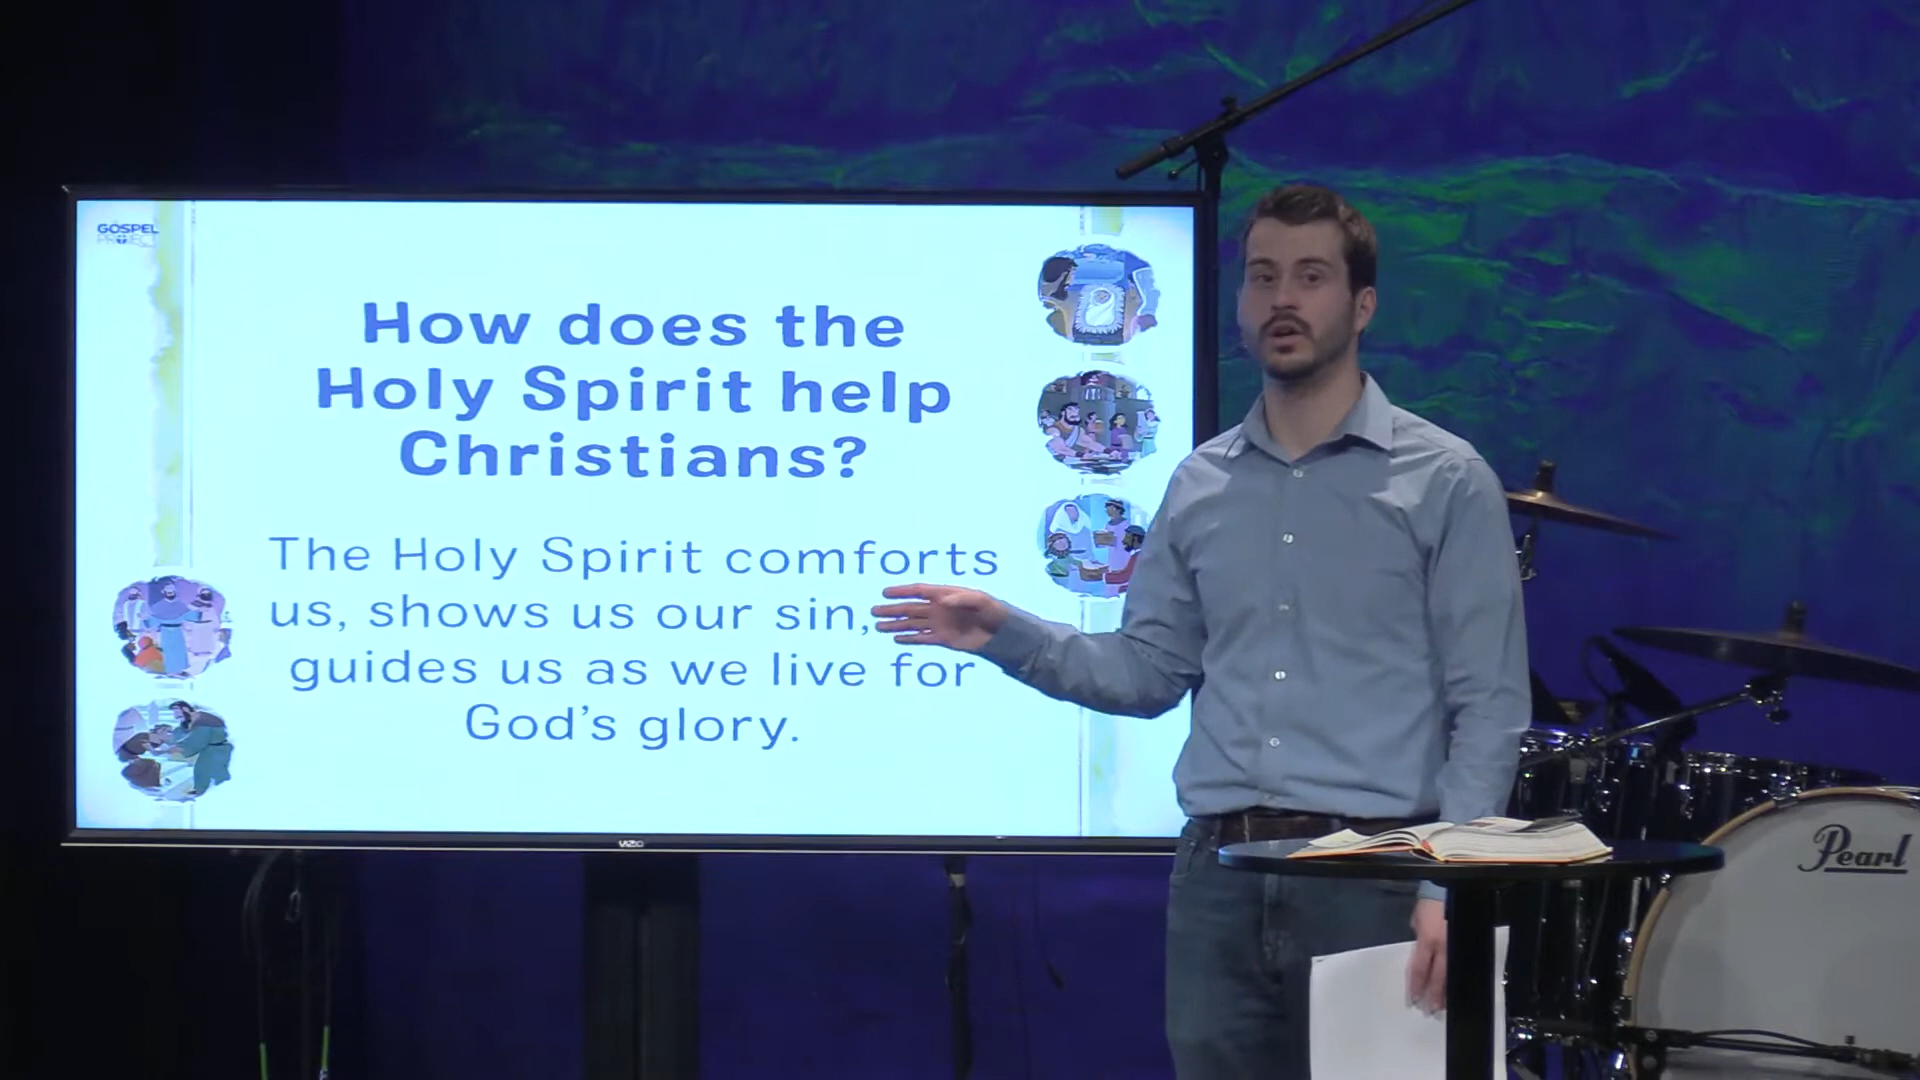 GOSPEL
PROJECT
How does the
Holy Spirit help
Christians?
The Holy Spirit comforts
us, shows us our sin,
guides us as we live for
God's glory.
VIZIO
Pearl